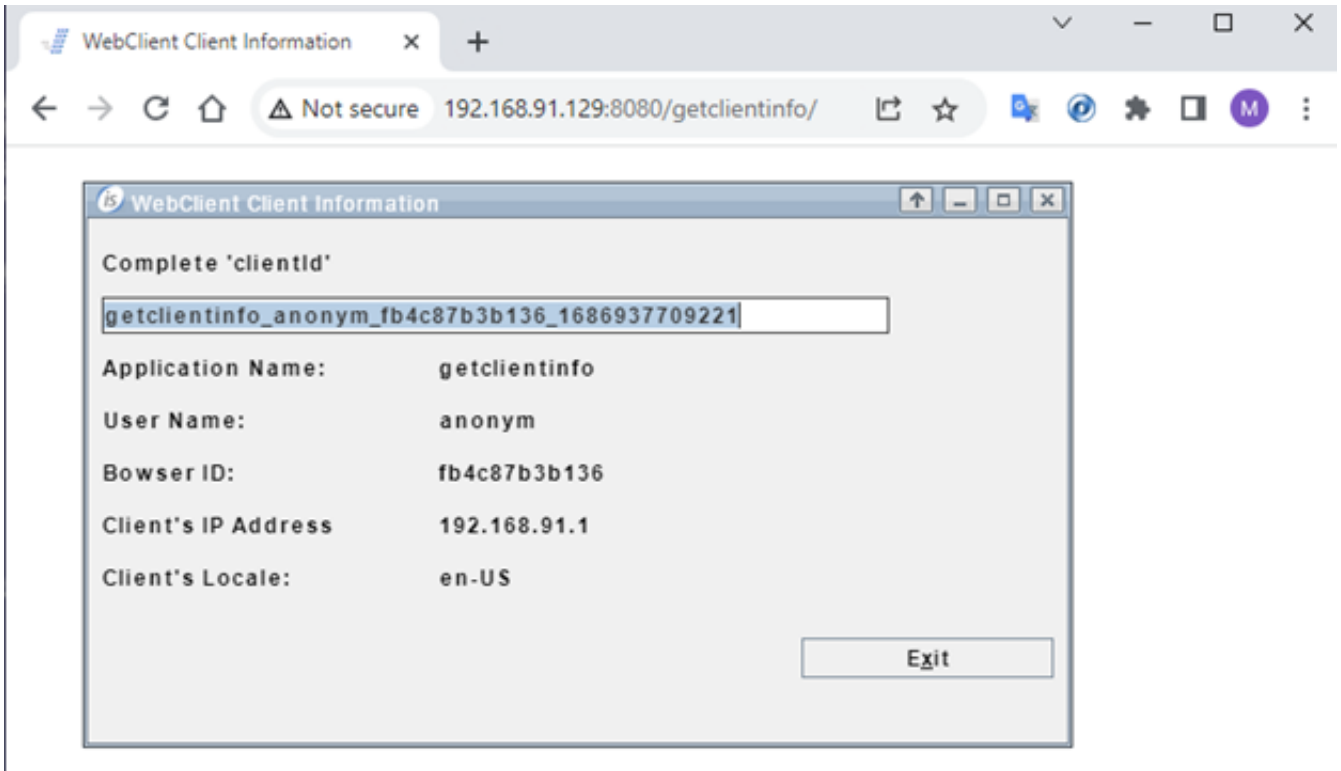 WebClient Client Information
Not secure 192.168.91.129:8080/getclientinfo/
M
is WebClient Client Information
Complete 'clientId'
getclientinfo_anonym_fb4c87b3b136_1686937709221
Application Name: getclientinfo
User Name: anonym
Bowser ID: fb4c87b3b136
Client's IP Address 192.168.91.1
Client's Locale: en-US
Exit